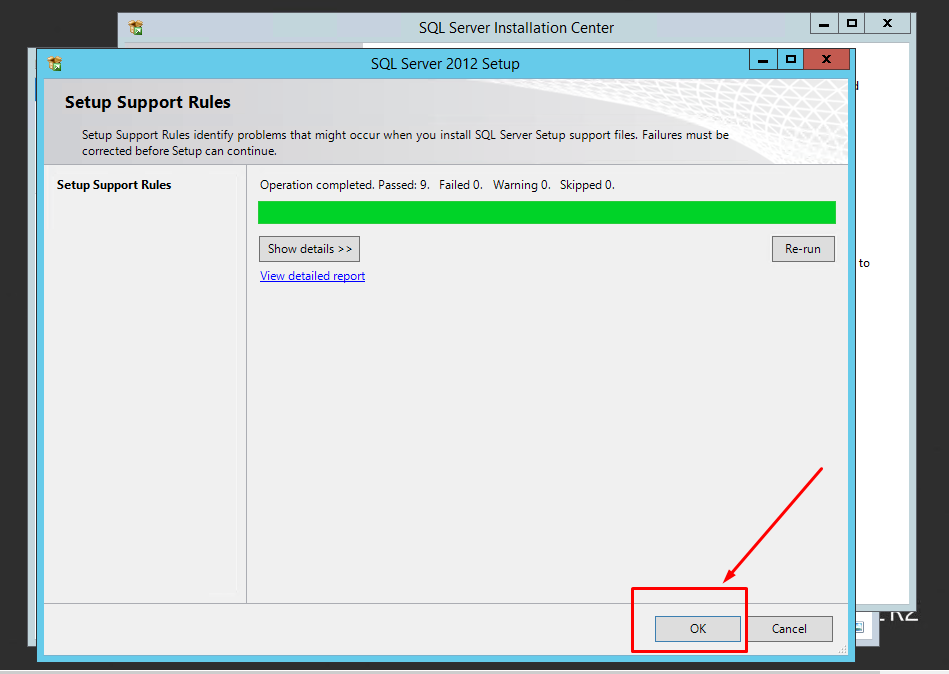 SQL Server Installation Center
SQL Server 2012 Setup
Setup Support Rules
Setup Support Rules identify problems that might occur when you install SQL Server Setup support files. Failures must be
corrected before Setup can continue.
Setup Support Rules
Operation completed. Passed: 9. Failed 0. Warning 0. Skipped 0.
Show details >>
Re-run
View detailed report
to
OK
Cancel
R2